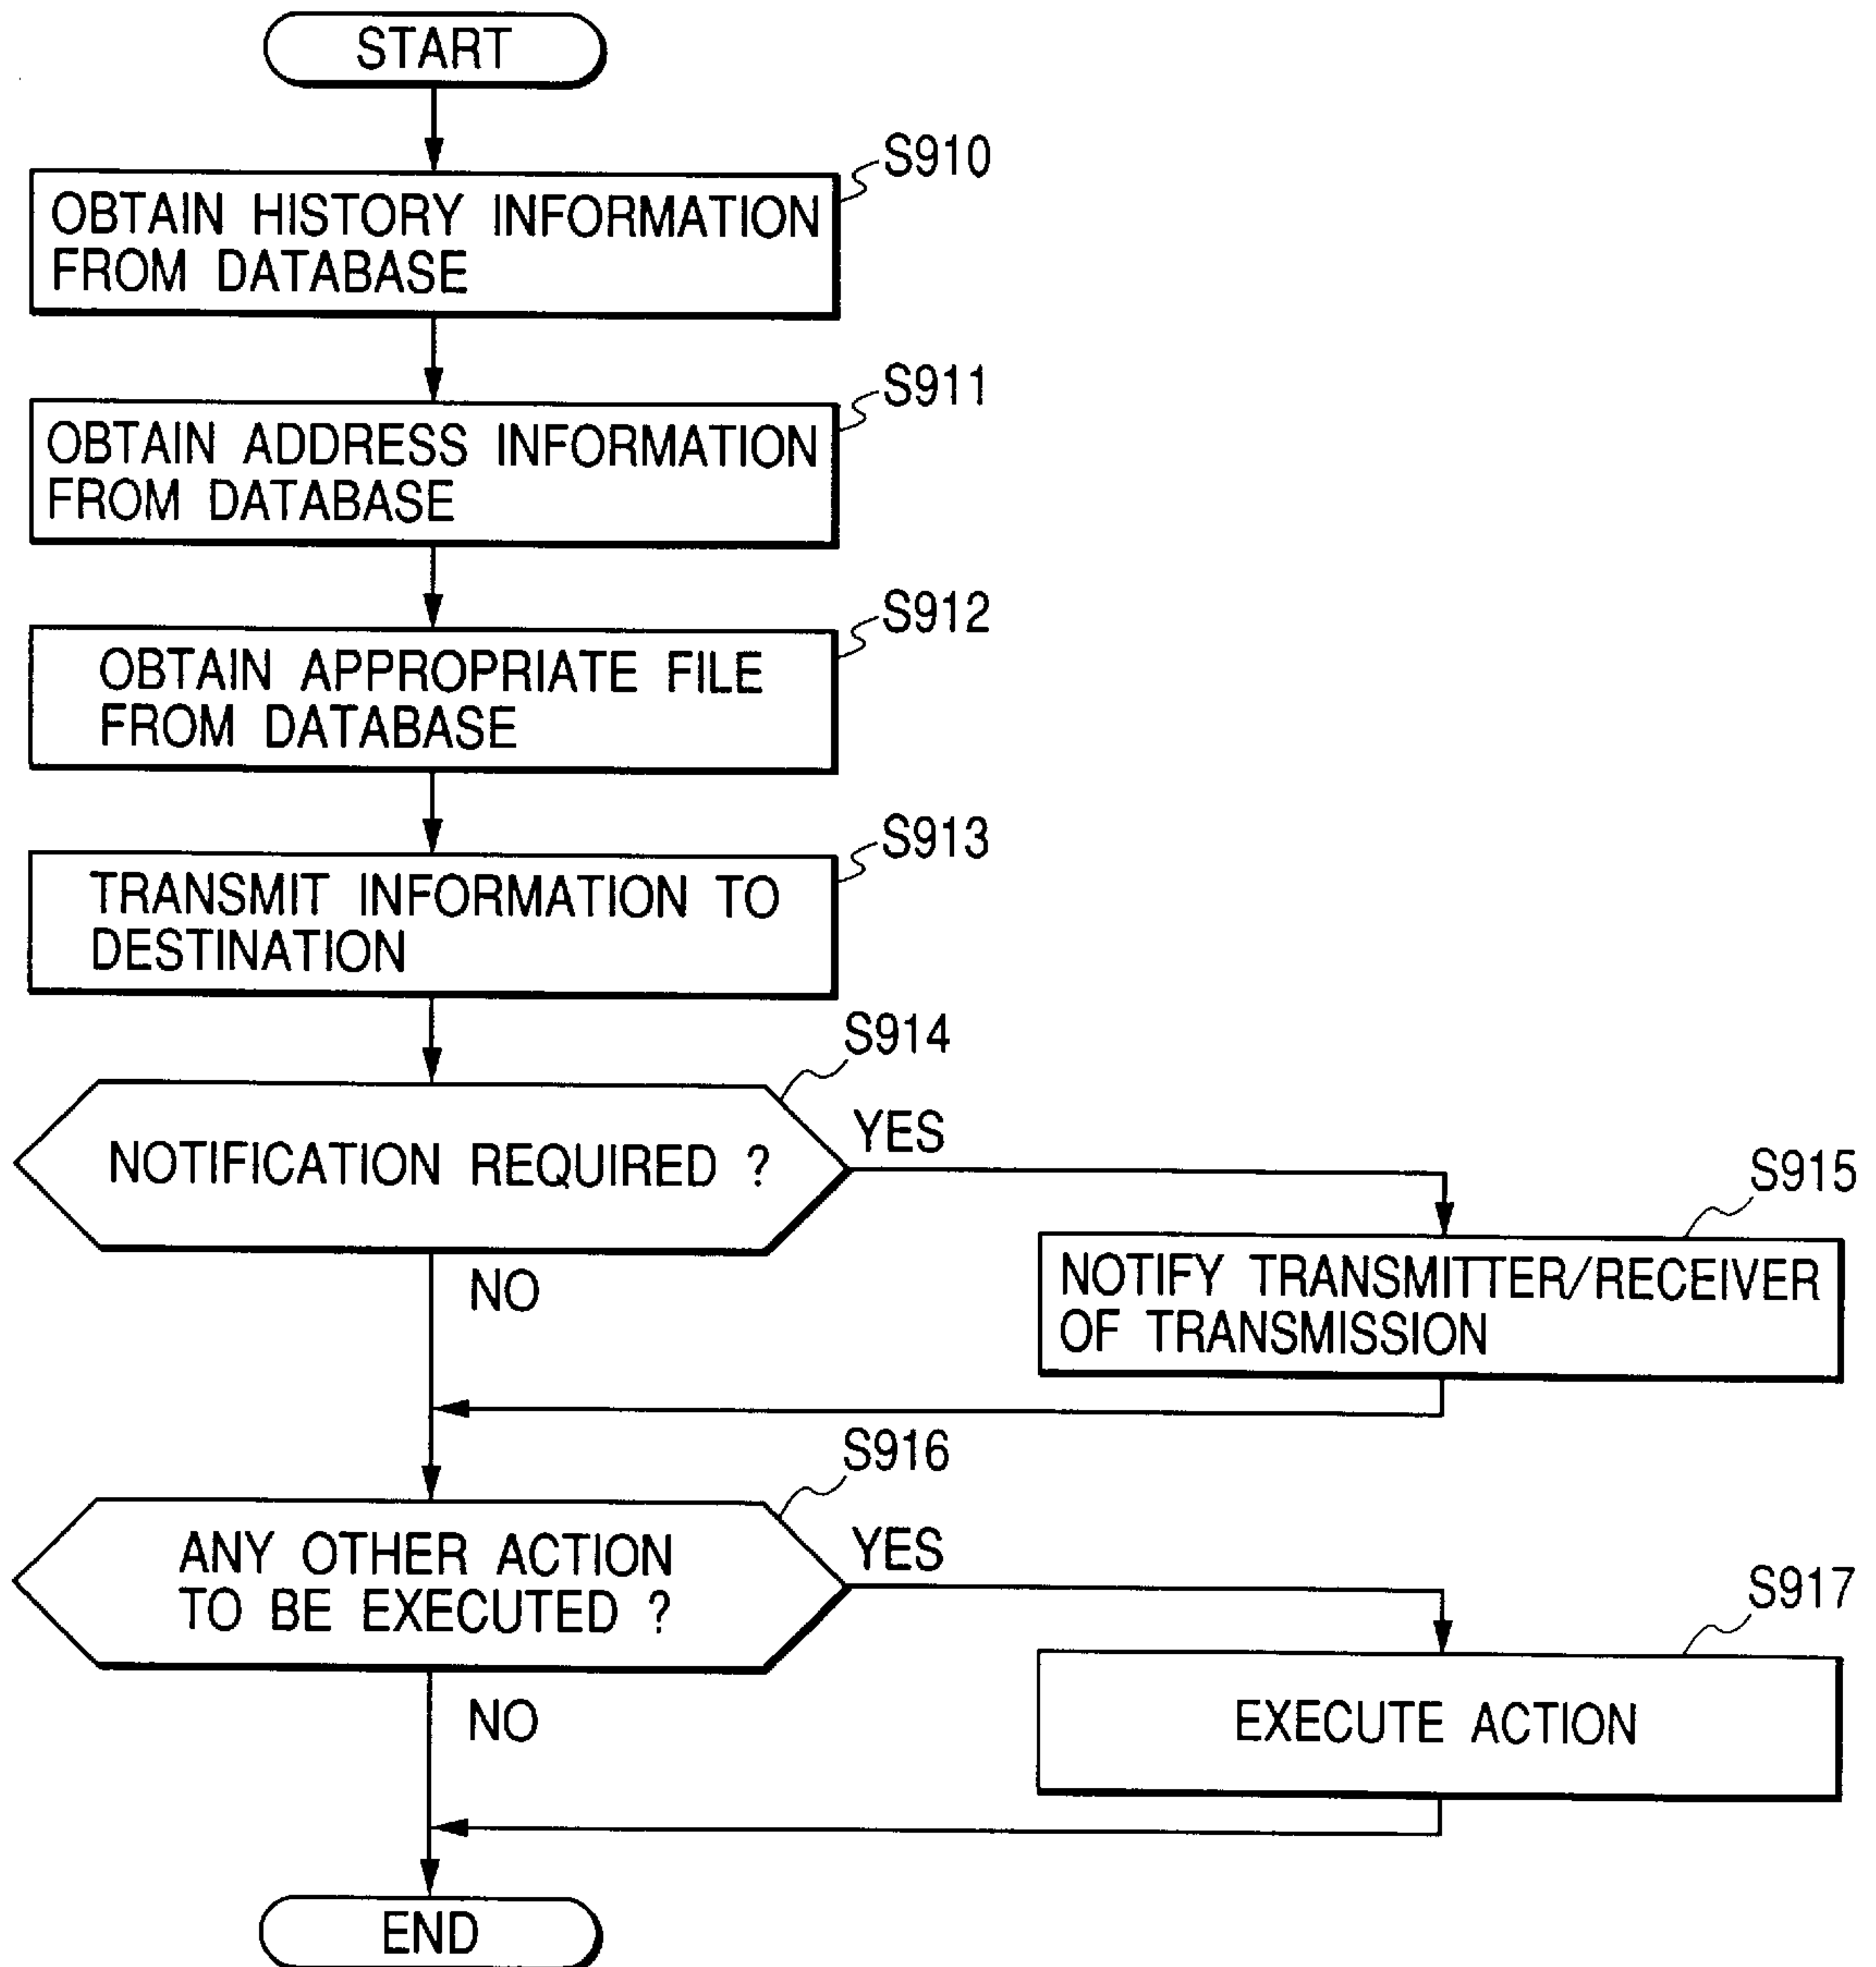 START
S910
OBTAIN HISTORY INFORMATION
FROM DATABASE
S911
OBTAIN ADDRESS INFORMATION
FROM DATABASE
S912
OBTAIN APPROPRIATE FILE
FROM DATABASE
S913
TRANSMIT INFORMATION TO
DESTINATION
S914
NOTIFICATION REQUIRED ?
YES
NO
S915
NOTIFY TRANSMITTER/RECEIVER
OF TRANSMISSION
S916
ANY OTHER ACTION
TO BE EXECUTED ?
YES
NO
S917
EXECUTE ACTION
END